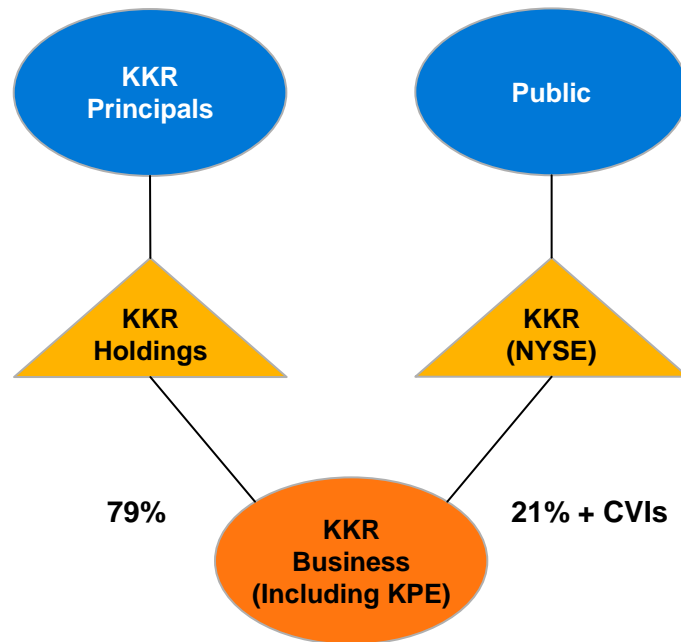 KKR
Principals
Public
KKR
Holdings
KKR
(NYSE)
79%
21% + CVIs
KKR
Business
(Including KPE)